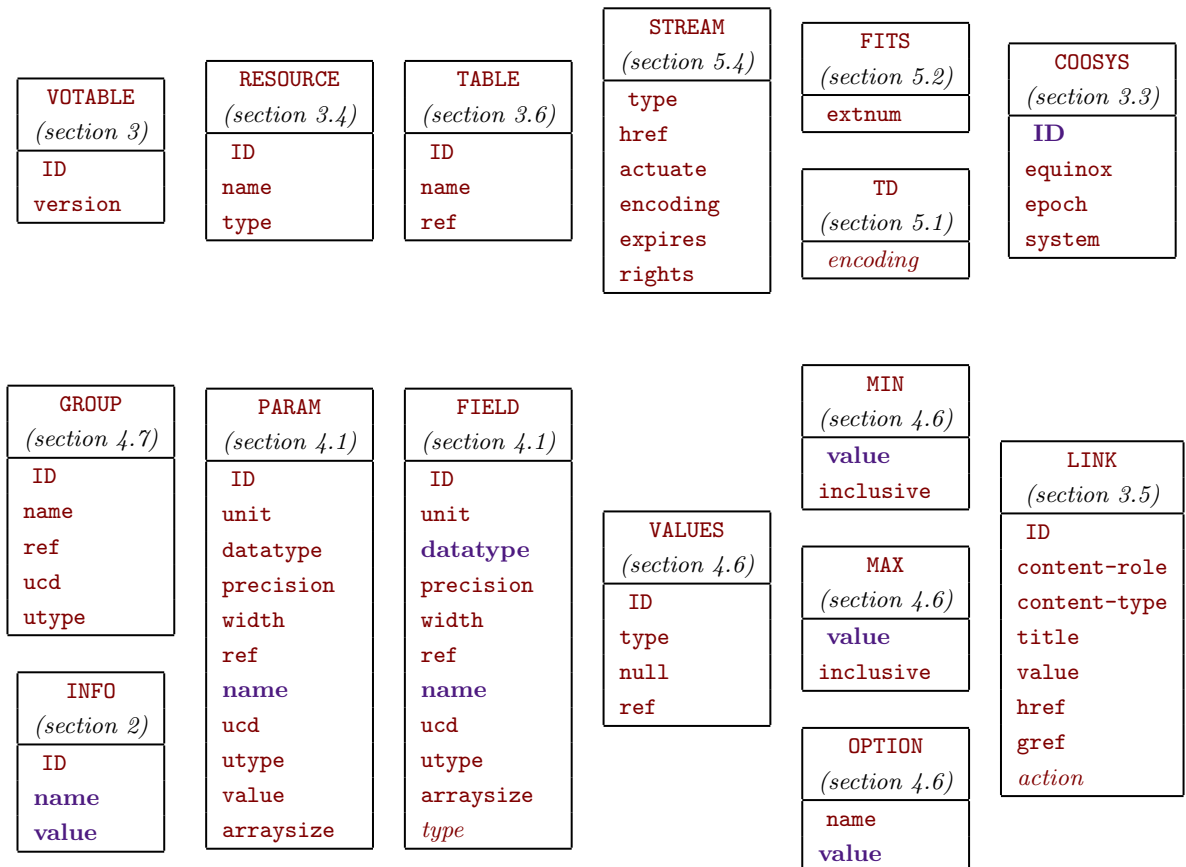 VOTABLE
(section 3)
ID
version
RESOURCE
(section 3.4)
ID
name
type
TABLE
(section 3.6)
ID
name
ref
STREAM
(section 5.4)
type
href
actuate
encoding
expires
rights
FITS
(section 5.2)
extnum
TD
(section 5.1)
encoding
COOSYS
(section 3.3)
ID
equinox
epoch
system
GROUP
(section 4.7)
ID
name
ref
ucd
utype
INFO
(section 2)
ID
name
value
PARAM
(section 4.1)
ID
unit
datatype
precision
width
ref
name
ucd
utype
value
arraysize
FIELD
(section 4.1)
ID
unit
datatype
precision
width
ref
name
ucd
utype
arraysize
type
VALUES
(section 4.6)
ID
type
null
ref
MIN
(section 4.6)
value
inclusive
MAX
(section 4.6)
value
inclusive
OPTION
(section 4.6)
name
value
LINK
(section 3.5)
ID
content-role
content-type
title
value
href
gref
action